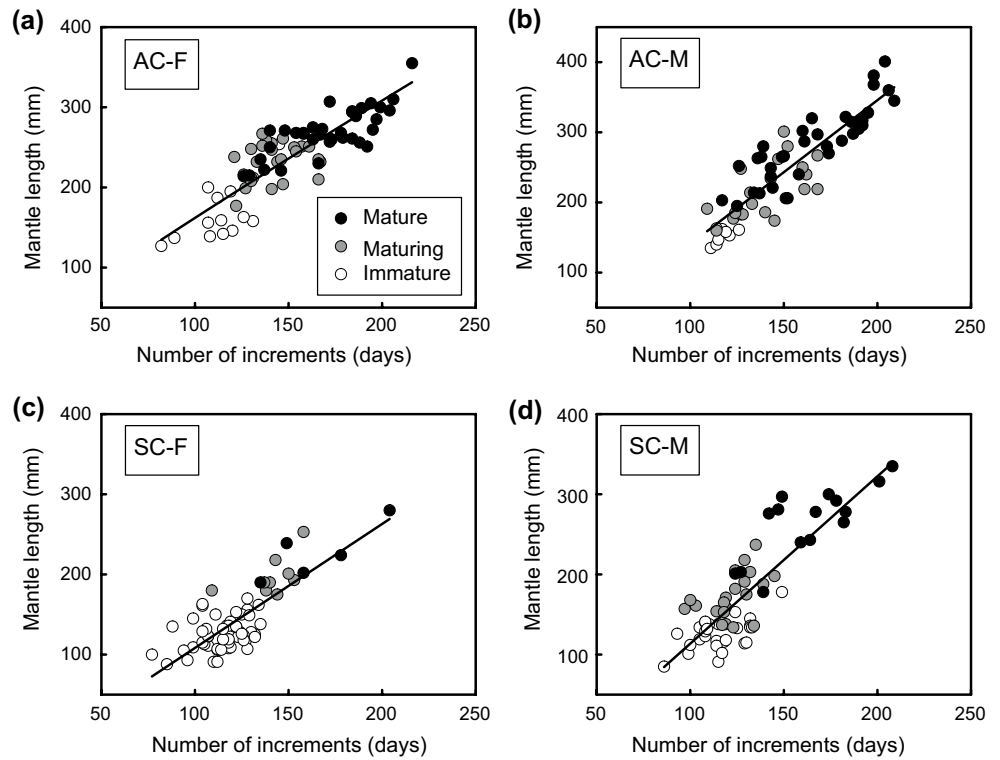 (a)
AC-F
400
300
200
100
Mantle length (mm)
Mature
Maturing
Immature
50
100
150
200
250
Number of increments (days)
(b)
AC-M
400
300
200
100
Mantle length (mm)
50
100
150
200
250
Number of increments (days)
(c)
SC-F
400
300
200
100
Mantle length (mm)
50
100
150
200
250
Number of increments (days)
(d)
SC-M
400
300
200
100
Mantle length (mm)
50
100
150
200
250
Number of increments (days)